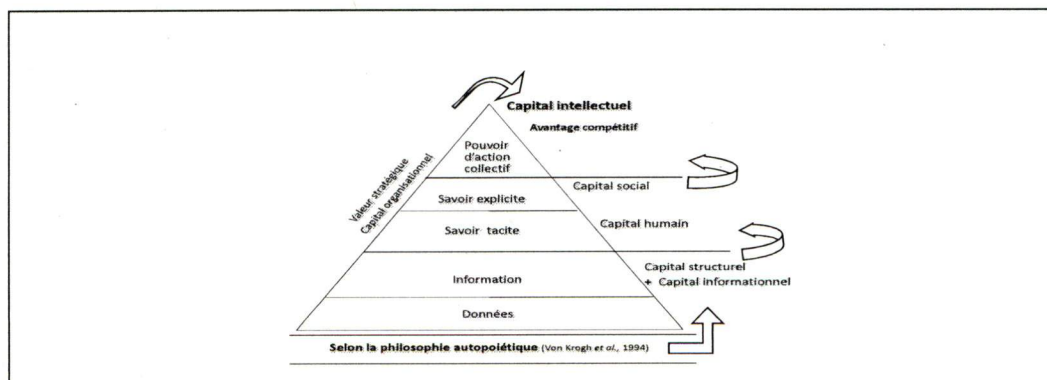 Capital intellectuel
Avantage compétitif
Valeur stratégique
Capital organisationnel
Pouvoir
d'action
collectif
Capital social
Savoir explicite
Capital humain
Savoir tacite
Capital structurel
+ Capital informationnel
Information
Données
Selon la philosophie autopoiétique (Von Krogh et al., 1994)